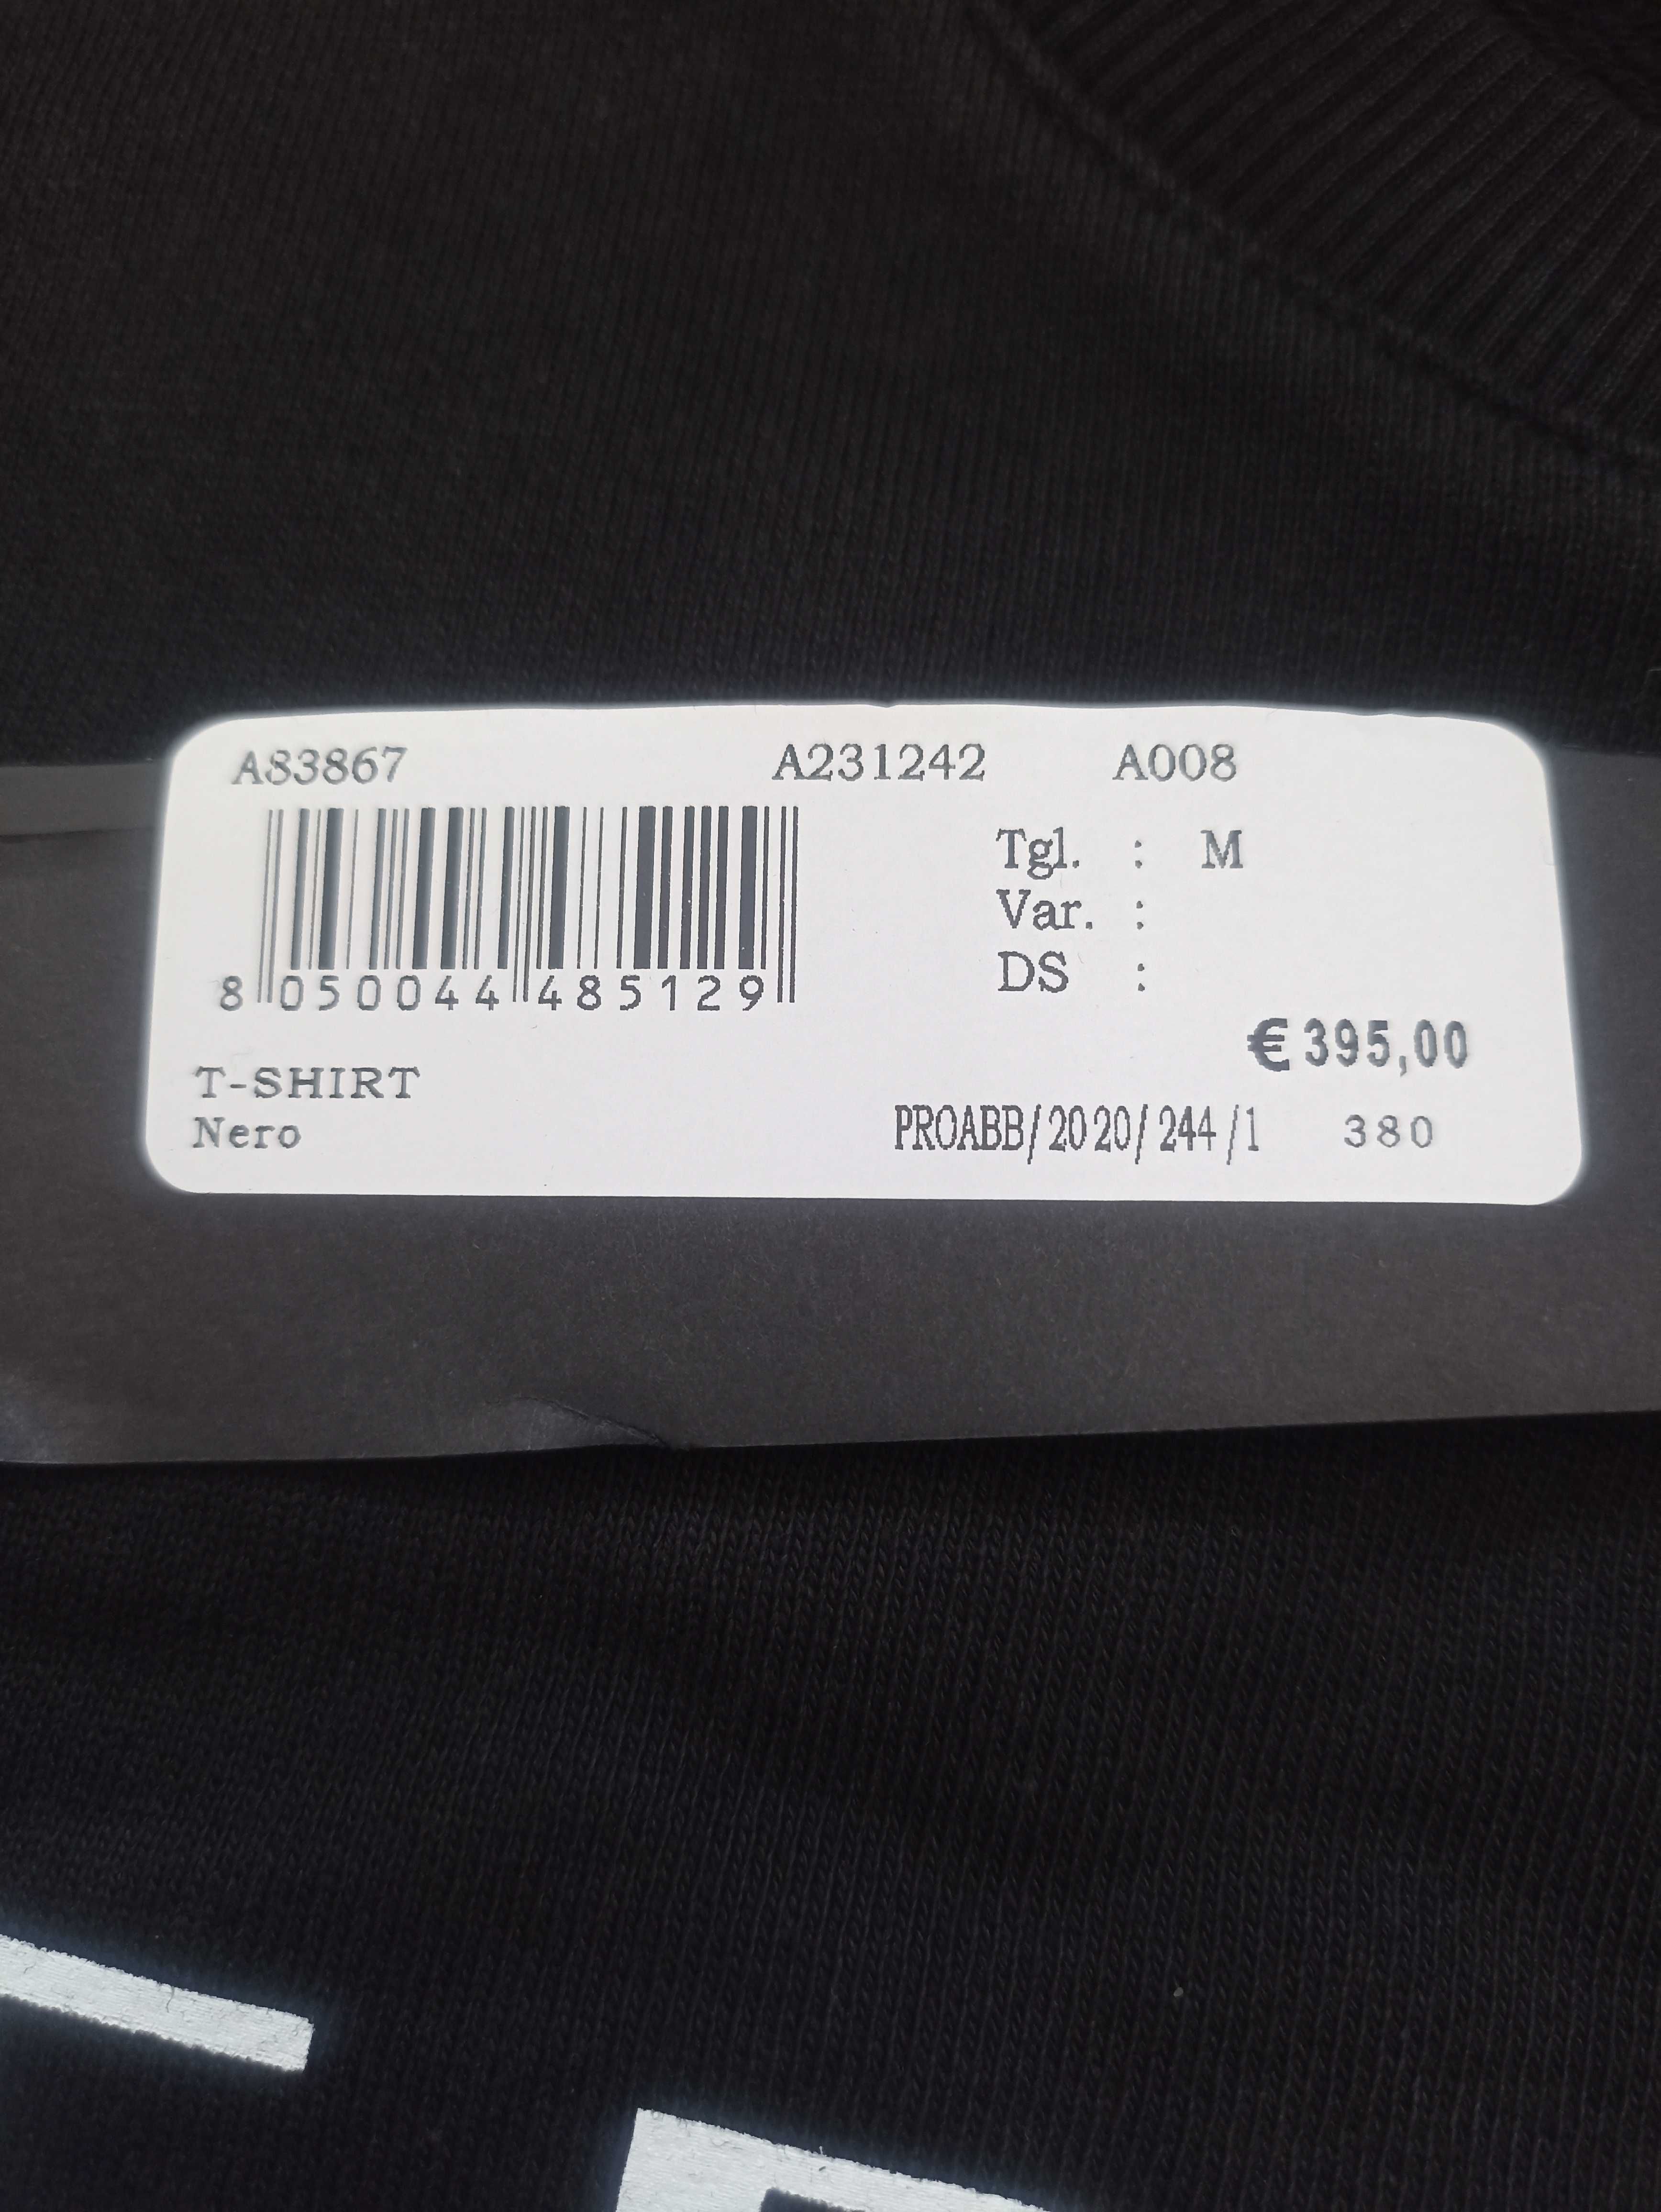 A83867 A231242 A008
Tgl. : M
Var. :
DS :
8 050044 485129
€395,00
T-SHIRT
Nero
PROABB/2020/244/1 380